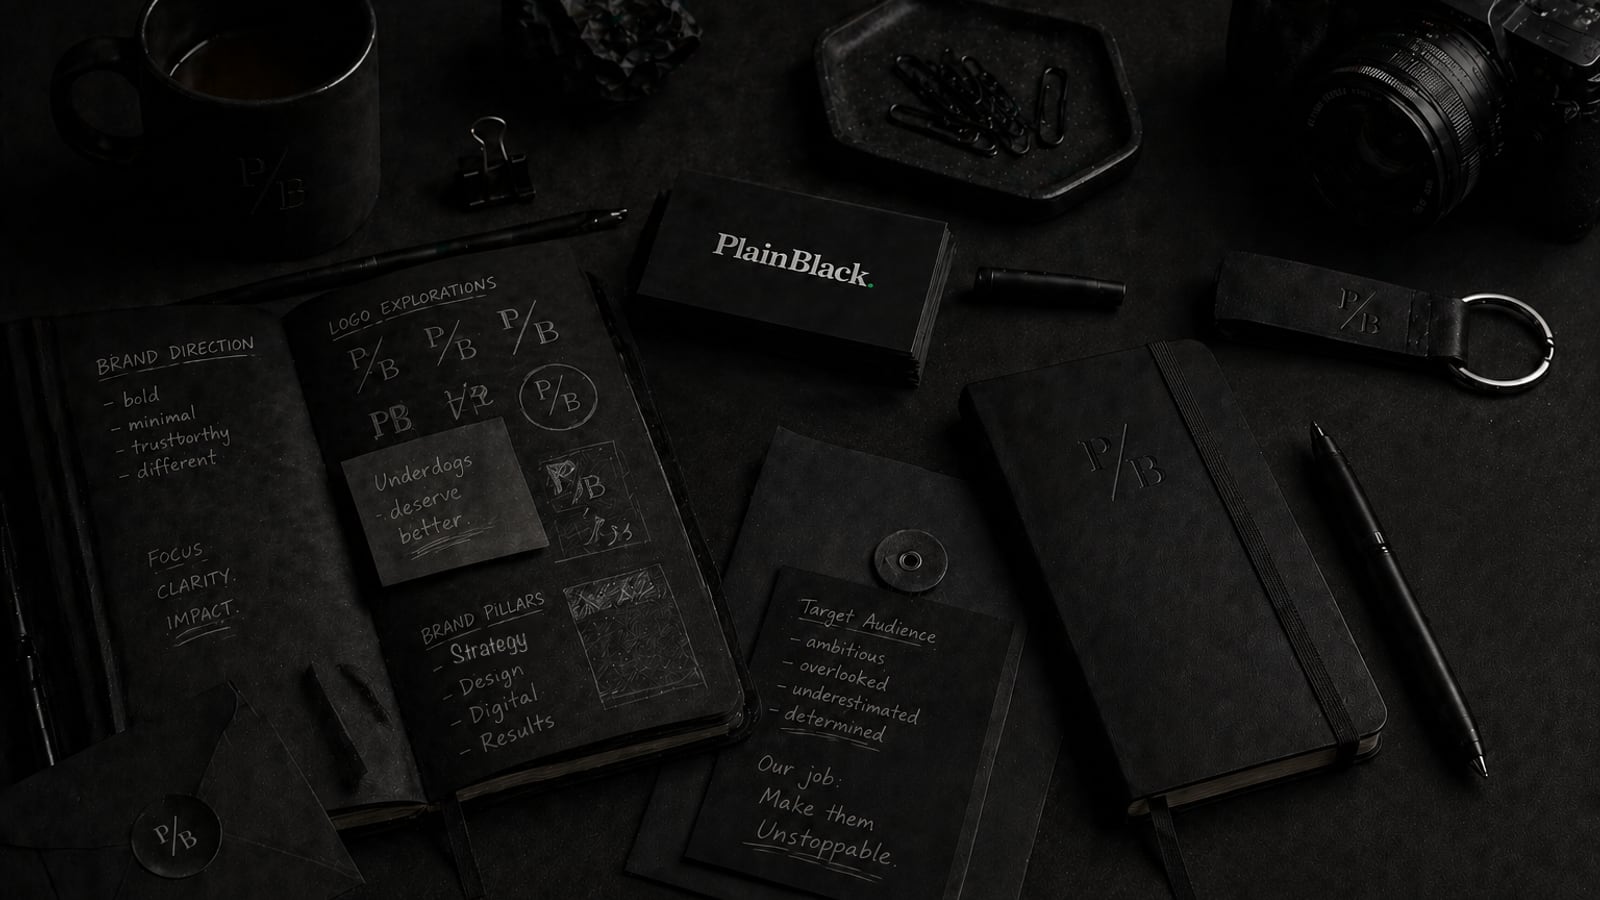 P/B
PlainBlack.
P/B
BRAND DIRECTION
- bold
- minimal
- trustborthy
- different
FOCUS
CLARITY.
IMPACT.
LOGO EXPLORATIONS
P/B P/B P/B
PB P/B
Underdogs
- deserve
better.
P/B
BRAND PILLARS
- Strategy
- Design
- Digital
- Results
P/B
Target Audience
- ambitious
- overlooked
- underestimated
- determined
Our job:
Make them
Unstoppable.
P/B